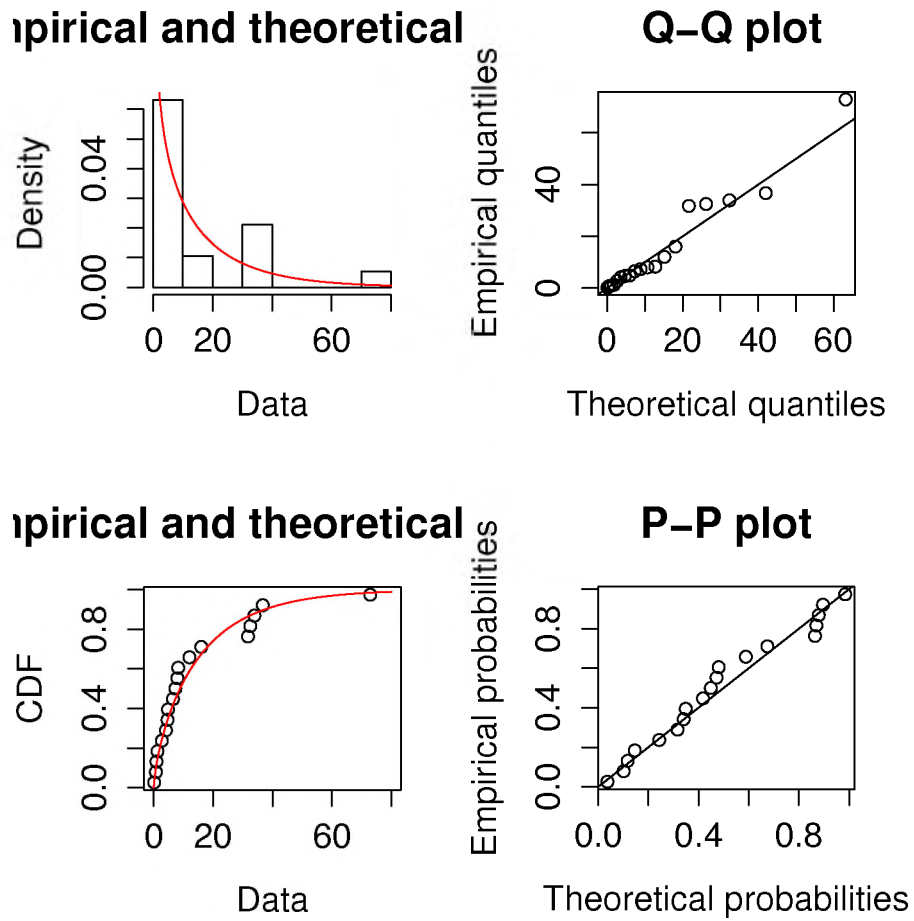 npirical and theoretical
Density
0.00
0.04
0
20
60
Data
Q−Q plot
Empirical quantiles
0
40
0
20
40
60
Theoretical quantiles
npirical and theoretical
CDF
0.0
0.4
0.8
0
20
60
Data
P−P plot
Empirical probabilities
0.0
0.4
0.8
0.0
0.4
0.8
Theoretical probabilities